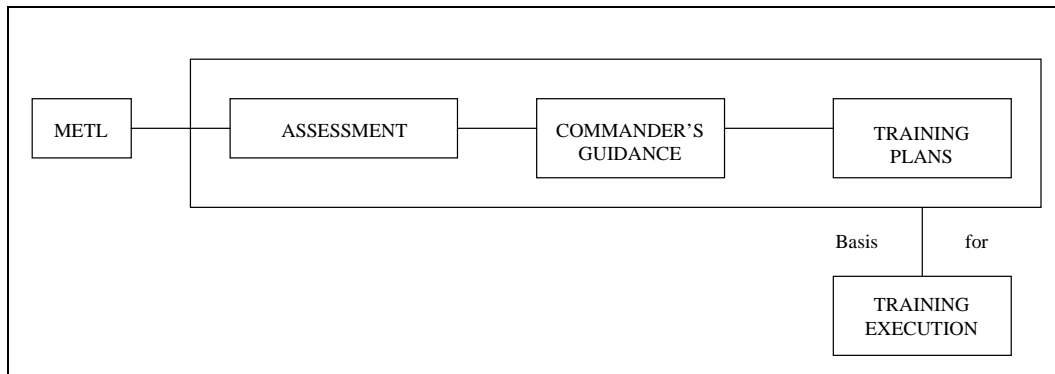 METL
ASSESSMENT
COMMANDER’S
GUIDANCE
TRAINING
PLANS
Basis for
TRAINING
EXECUTION